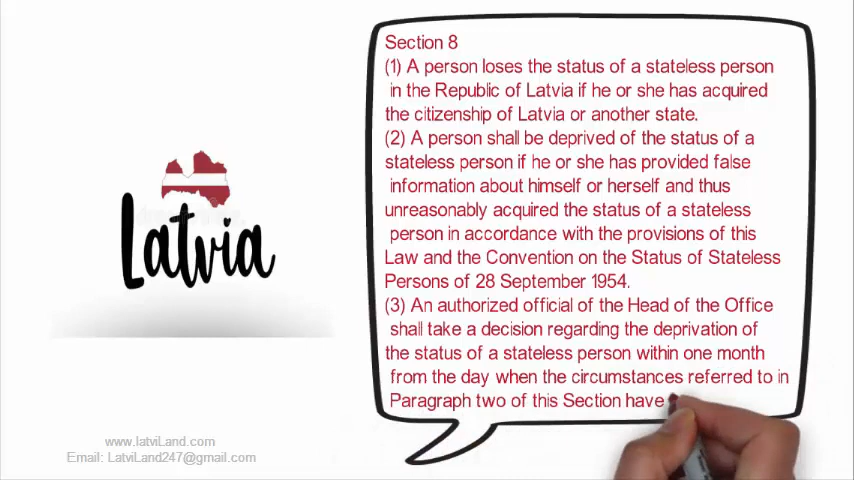 Latvia
Section 8
(1) A person loses the status of a stateless person
in the Republic of Latvia if he or she has acquired
the citizenship of Latvia or another state.
(2) A person shall be deprived of the status of a
stateless person if he or she has provided false
information about himself or herself and thus
unreasonably acquired the status of a stateless
person in accordance with the provisions of this
Law and the Convention on the Status of Stateless
Persons of 28 September 1954.
(3) An authorized official of the Head of the Office
shall take a decision regarding the deprivation of
the status of a stateless person within one month
from the day when the circumstances referred to in
Paragraph two of this Section have
www.latviLand.com
Email: LatviLand247@gmail.com